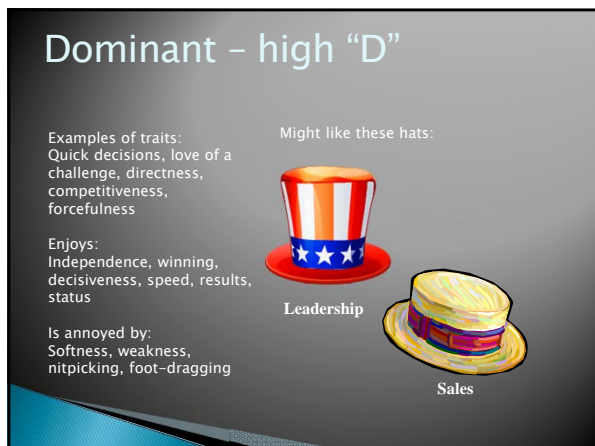 Dominant – high “D”
Examples of traits:
Quick decisions, love of a
challenge, directness,
competitiveness,
forcefulness
Enjoys:
Independence, winning,
decisiveness, speed, results,
status
Is annoyed by:
Softness, weakness,
nitpicking, foot-dragging
Might like these hats:
Leadership
Sales